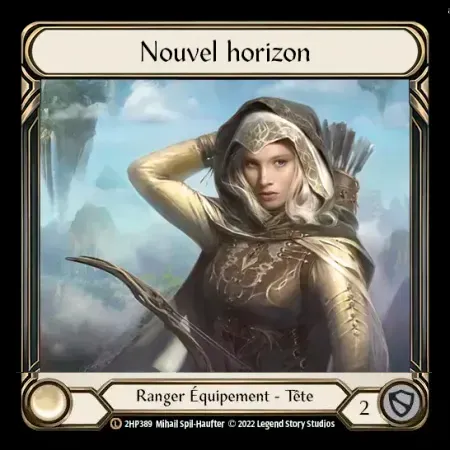 Nouvel horizon
Ranger Équipement - Tête
2
L 2HP389 Mihail Spil-Haufter © 2022 Legend Story Studios